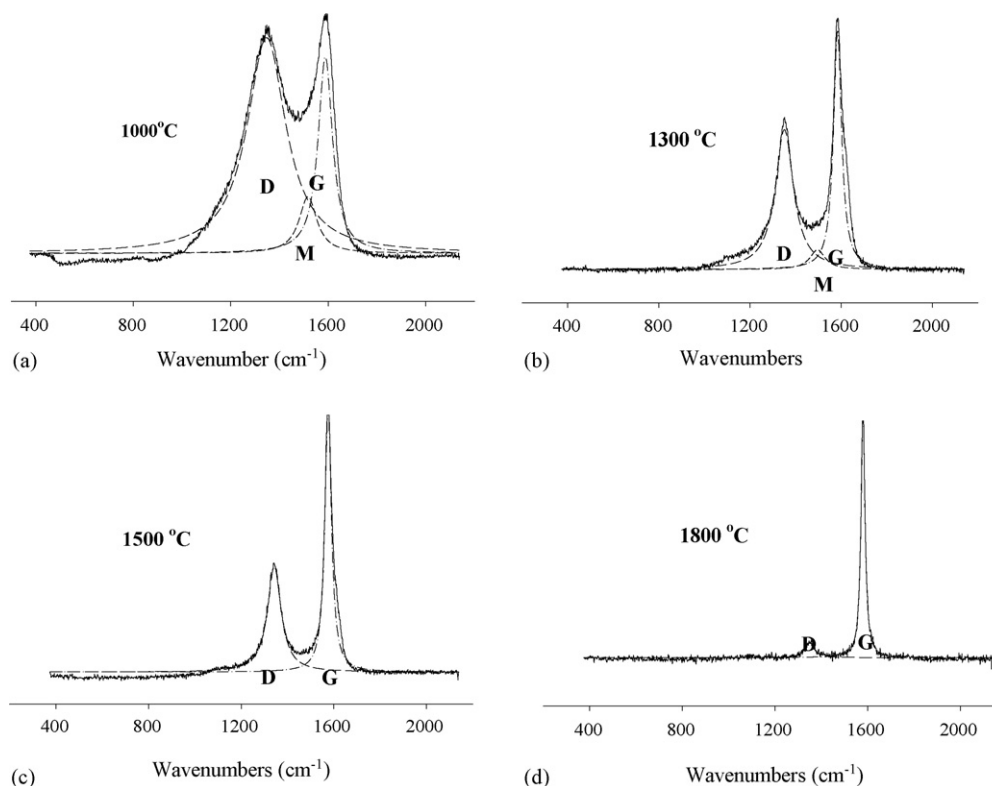 1000°C
D
G
M
400 800 1200 1600 2000
(a) Wavenumber (cm⁻¹)
1300 °C
D
G
M
400 800 1200 1600 2000
(b) Wavenumbers
1500 °C
D G
400 800 1200 1600 2000
(c) Wavenumbers (cm⁻¹)
1800 °C
D G
400 800 1200 1600 2000
(d) Wavenumbers (cm⁻¹)